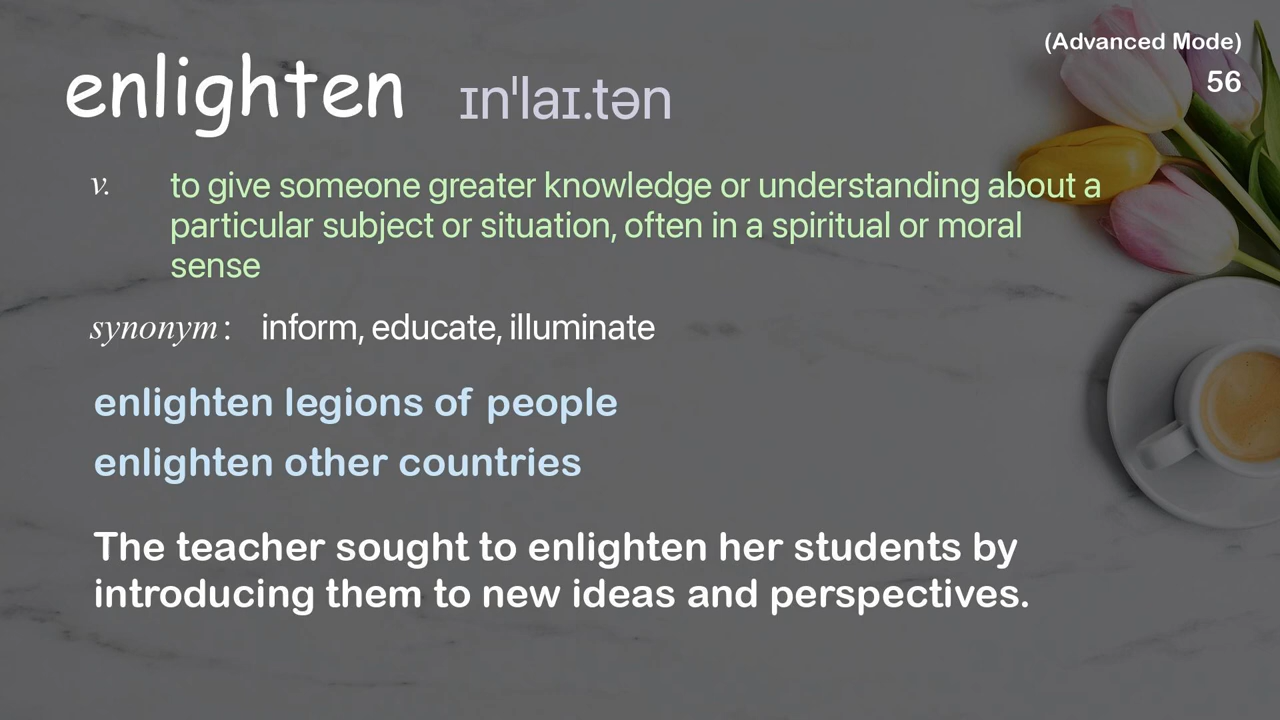 (Advanced Mode)
56
enlighten ɪnˈlaɪ.tən
v. to give someone greater knowledge or understanding about a
particular subject or situation, often in a spiritual or moral
sense
synonym: inform, educate, illuminate
enlighten legions of people
enlighten other countries
The teacher sought to enlighten her students by
introducing them to new ideas and perspectives.